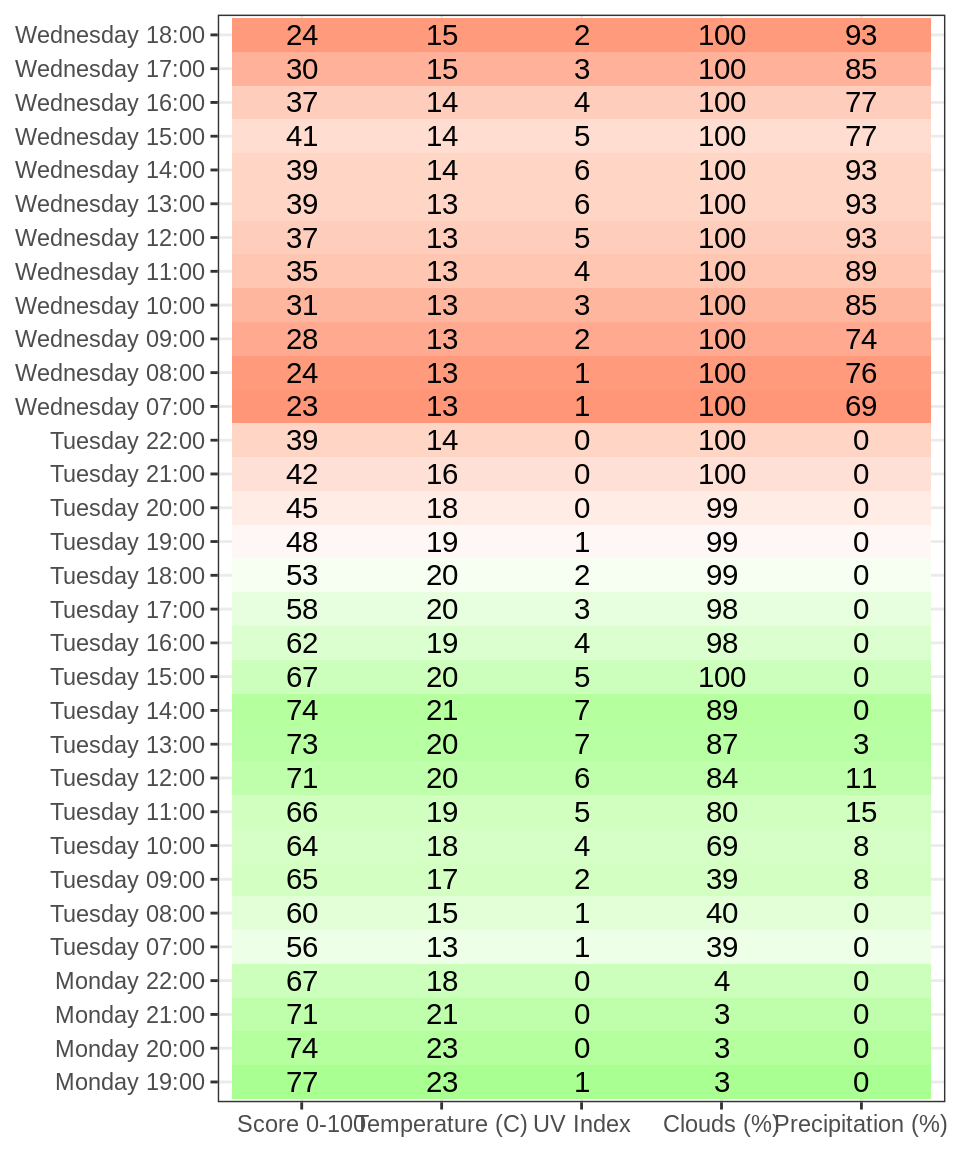 Wednesday 18:00 24 15 2 100 93
Wednesday 17:00 30 15 3 100 85
Wednesday 16:00 37 14 4 100 77
Wednesday 15:00 41 14 5 100 77
Wednesday 14:00 39 14 6 100 93
Wednesday 13:00 39 13 6 100 93
Wednesday 12:00 37 13 5 100 93
Wednesday 11:00 35 13 4 100 89
Wednesday 10:00 31 13 3 100 85
Wednesday 09:00 28 13 2 100 74
Wednesday 08:00 24 13 1 100 76
Wednesday 07:00 23 13 1 100 69
Tuesday 22:00 39 14 0 100 0
Tuesday 21:00 42 16 0 100 0
Tuesday 20:00 45 18 0 99 0
Tuesday 19:00 48 19 1 99 0
Tuesday 18:00 53 20 2 99 0
Tuesday 17:00 58 20 3 98 0
Tuesday 16:00 62 19 4 98 0
Tuesday 15:00 67 20 5 100 0
Tuesday 14:00 74 21 7 89 0
Tuesday 13:00 73 20 7 87 3
Tuesday 12:00 71 20 6 84 11
Tuesday 11:00 66 19 5 80 15
Tuesday 10:00 64 18 4 69 8
Tuesday 09:00 65 17 2 39 8
Tuesday 08:00 60 15 1 40 0
Tuesday 07:00 56 13 1 39 0
Monday 22:00 67 18 0 4 0
Monday 21:00 71 21 0 3 0
Monday 20:00 74 23 0 3 0
Monday 19:00 77 23 1 3 0
Score 0-100 Temperature (C) UV Index Clouds (%) Precipitation (%)